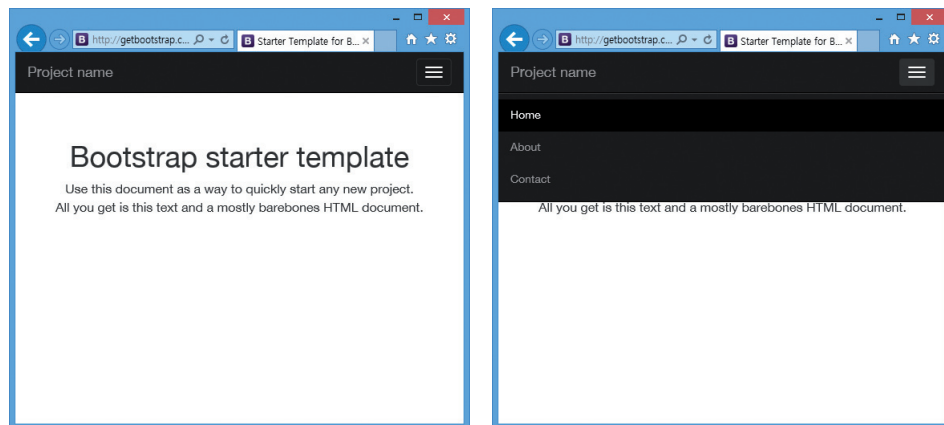 B http://getbootstrap.c...
B Starter Template for B...
Project name
Bootstrap starter template
Use this document as a way to quickly start any new project.
All you get is this text and a mostly barebones HTML document.
B http://getbootstrap.c...
B Starter Template for B...
Project name
Home
About
Contact
All you get is this text and a mostly barebones HTML document.